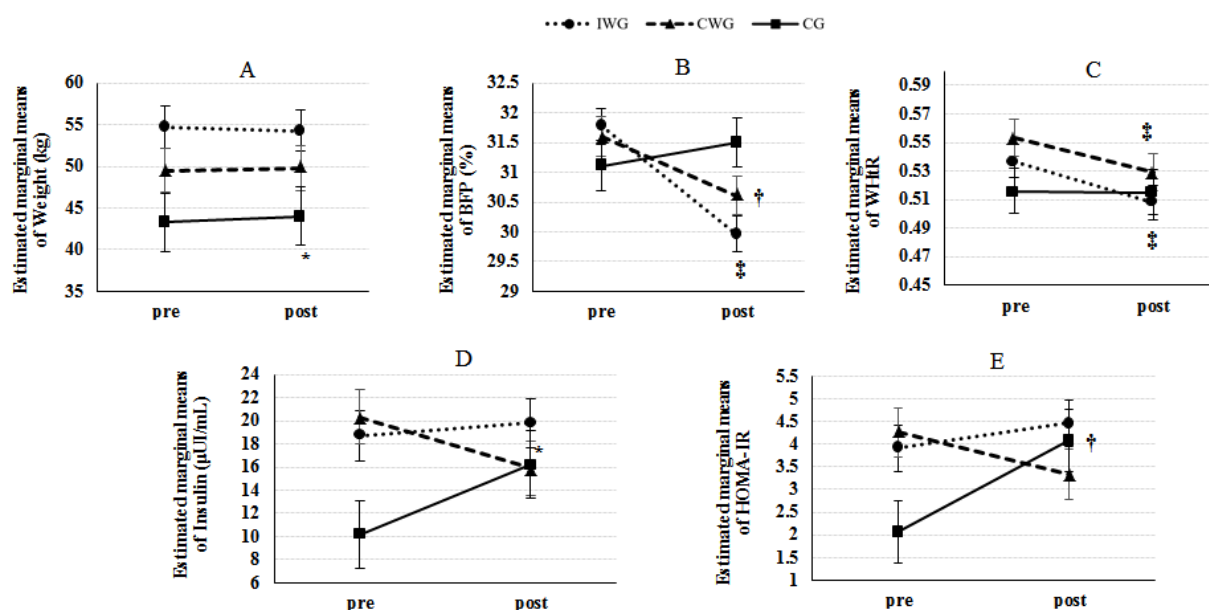 IWG CWG CG
A
Estimated marginal means
of Weight (kg)
60
55
50
45
40
35
*
pre post
B
Estimated marginal means
of BFP (%)
32.5
32
31.5
31
30.5
30
29.5
29
†
‡
pre post
C
Estimated marginal means
of WHtR
0.59
0.57
0.55
0.53
0.51
0.49
0.47
0.45
‡
‡
pre post
D
Estimated marginal means
of Insulin (µUI/mL)
24
22
20
18
16
14
12
10
8
6
*
pre post
E
Estimated marginal means
of HOMA-IR
5.5
5
4.5
4
3.5
3
2.5
2
1.5
1
†
pre post